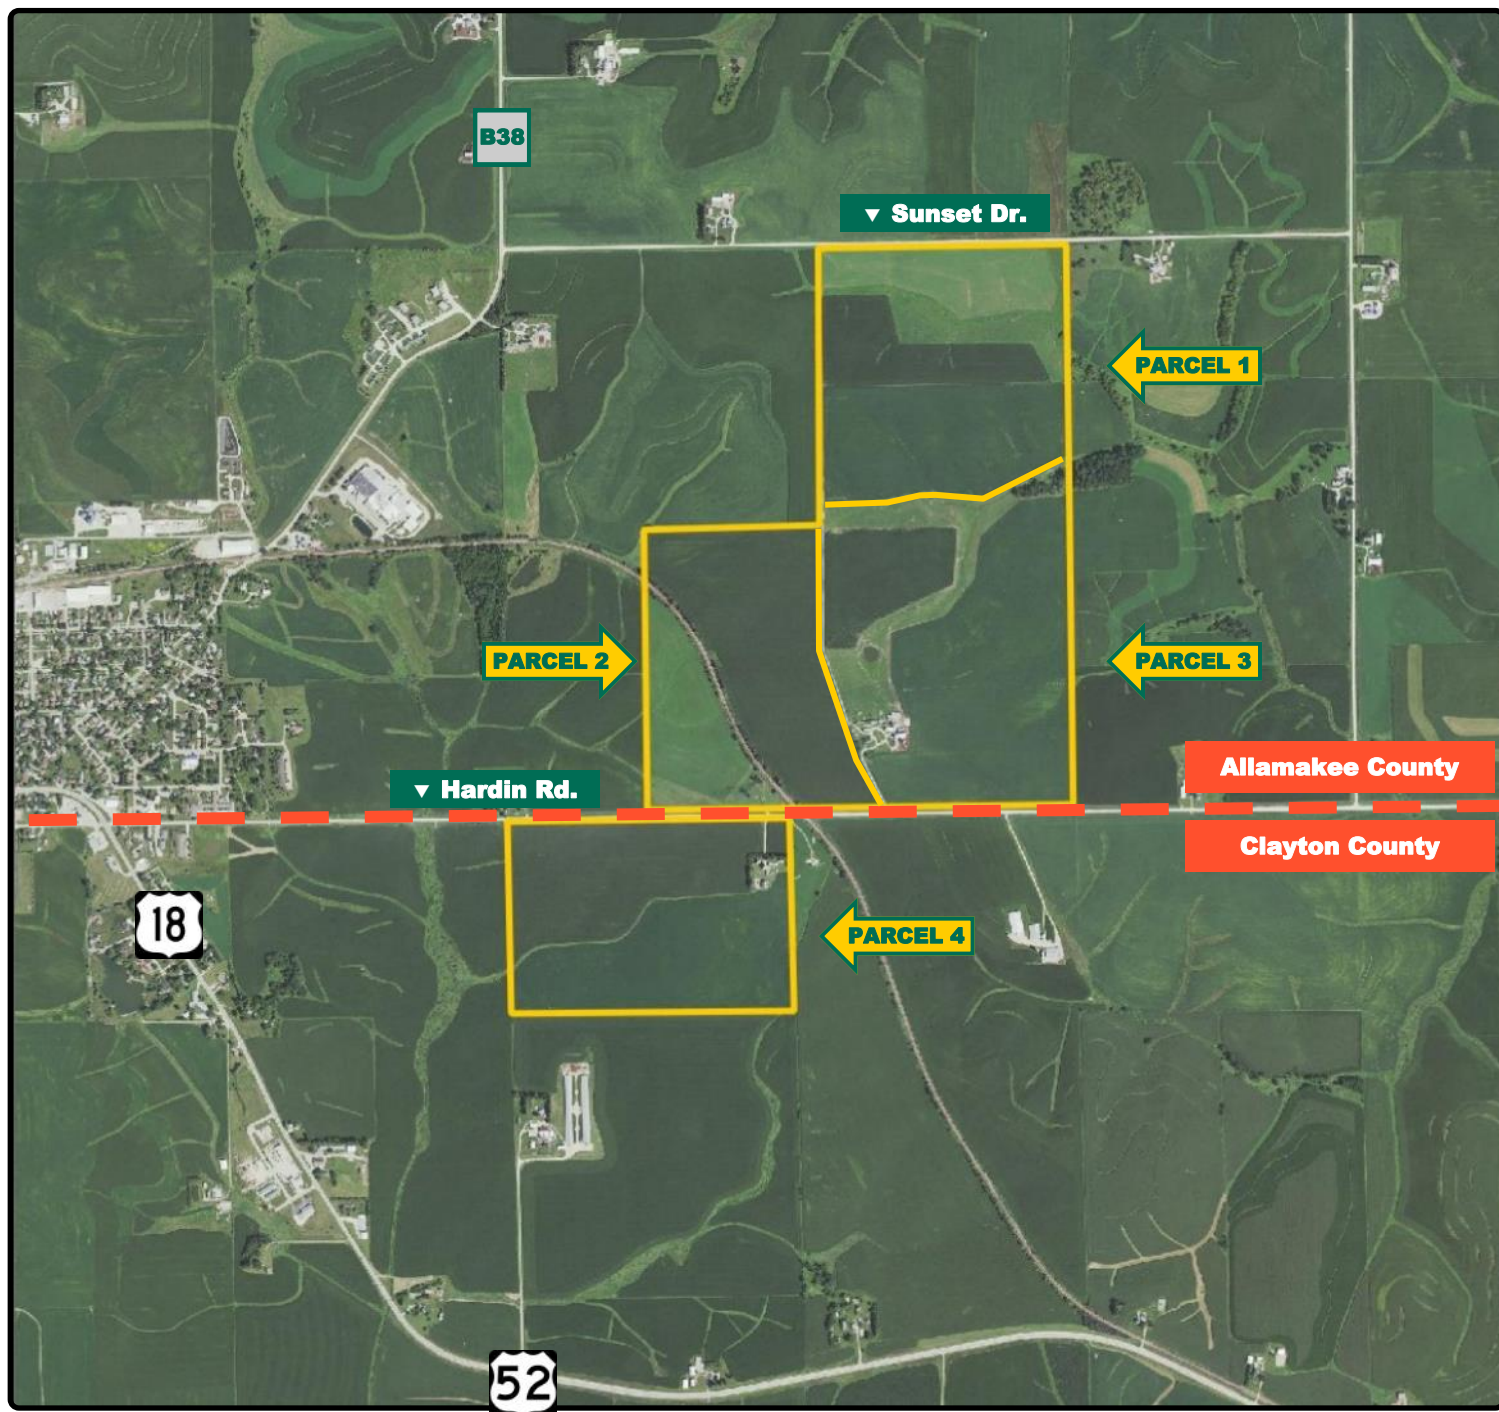 B38
▼ Sunset Dr.
PARCEL 1
PARCEL 2
PARCEL 3
Allamakee County
▼ Hardin Rd.
Clayton County
18
PARCEL 4
52